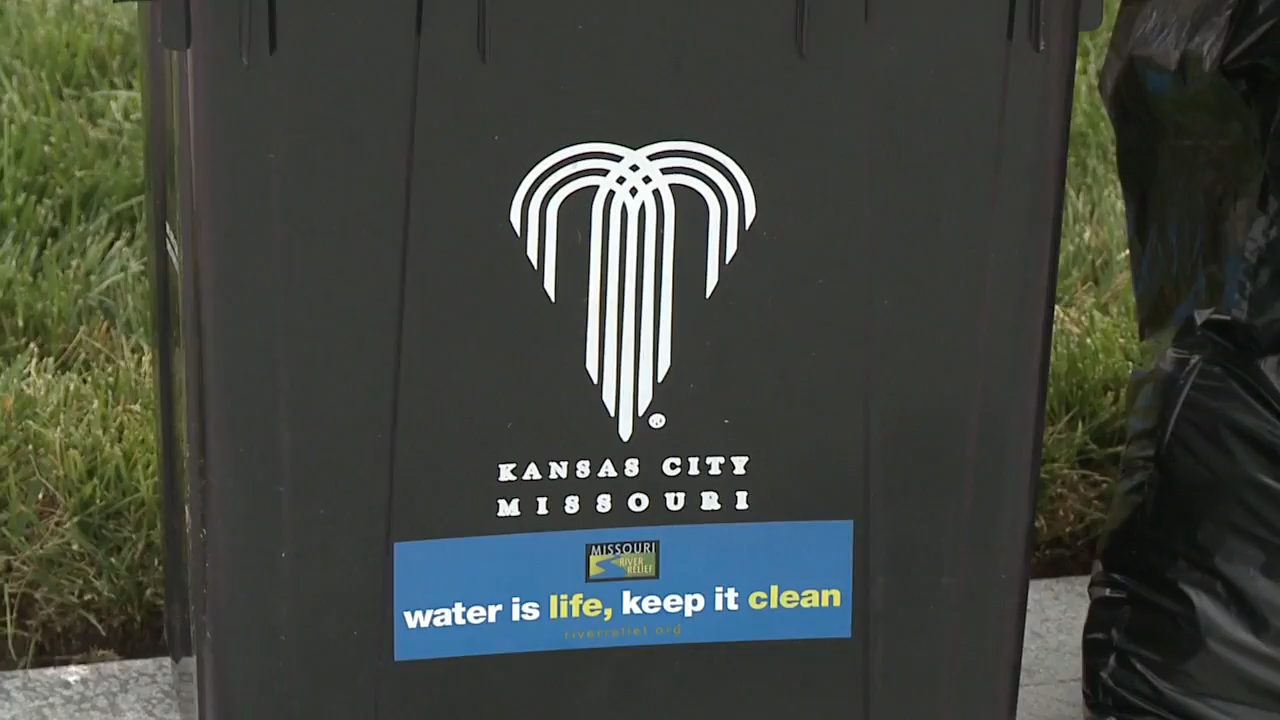 ®
KANSAS CITY
MISSOURI
MISSOURI
RIVER
RELIEF
water is life, keep it clean
riverrelief.org